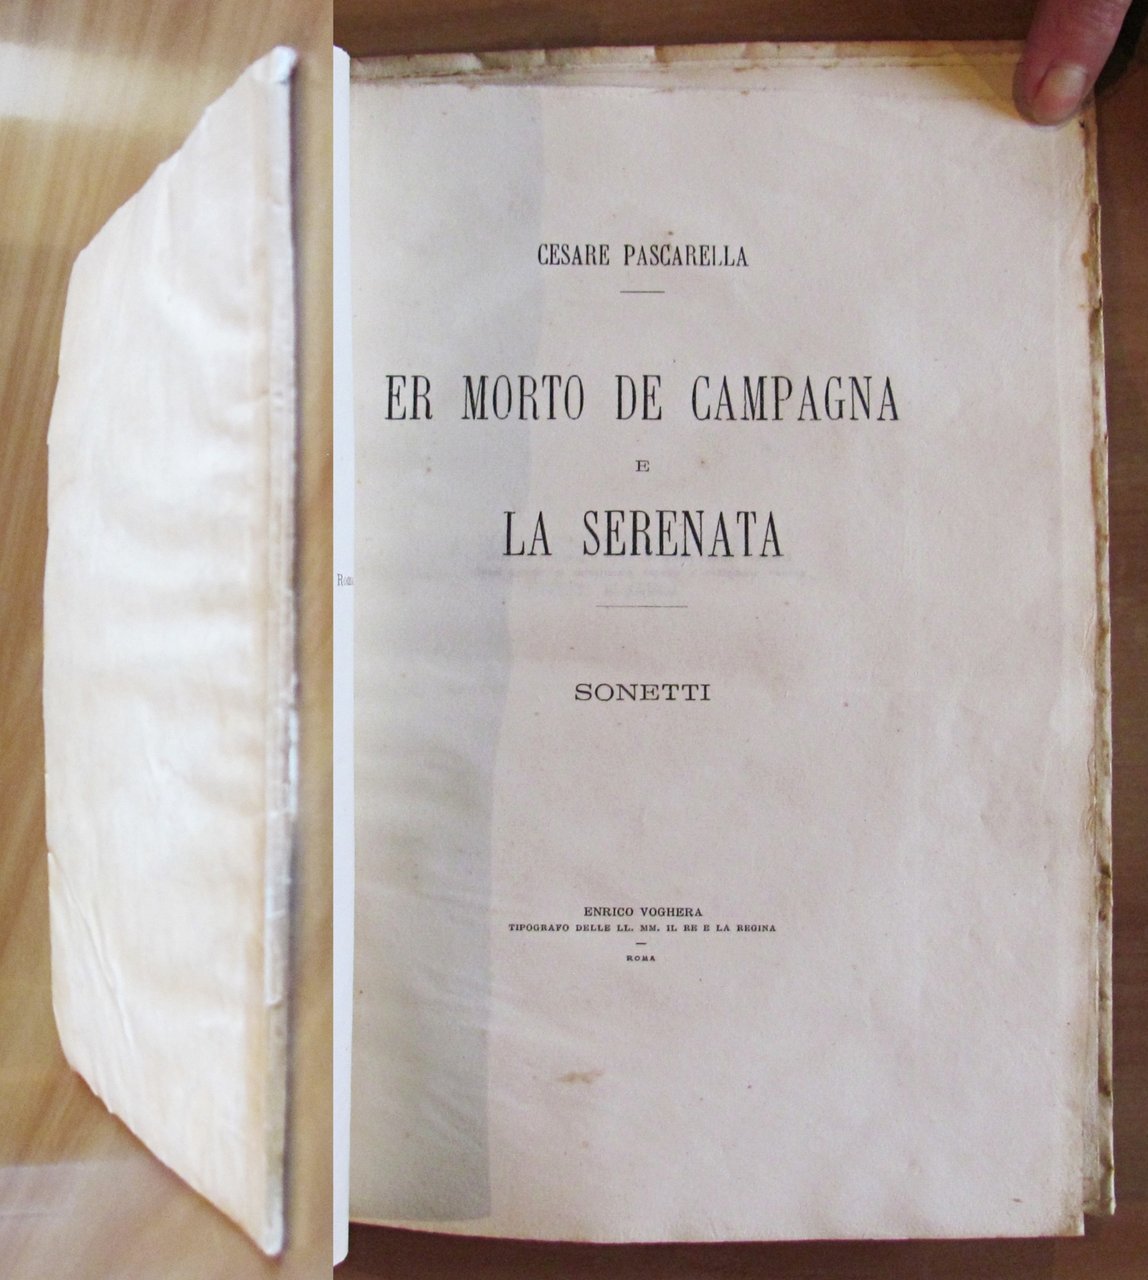 CESARE PASCARELLA
ER MORTO DE CAMPAGNA
E
LA SERENATA
SONETTI
ENRICO VOGHERA
TIPOGRAFO DELLE LL. MM. IL RE E LA REGINA
ROMA